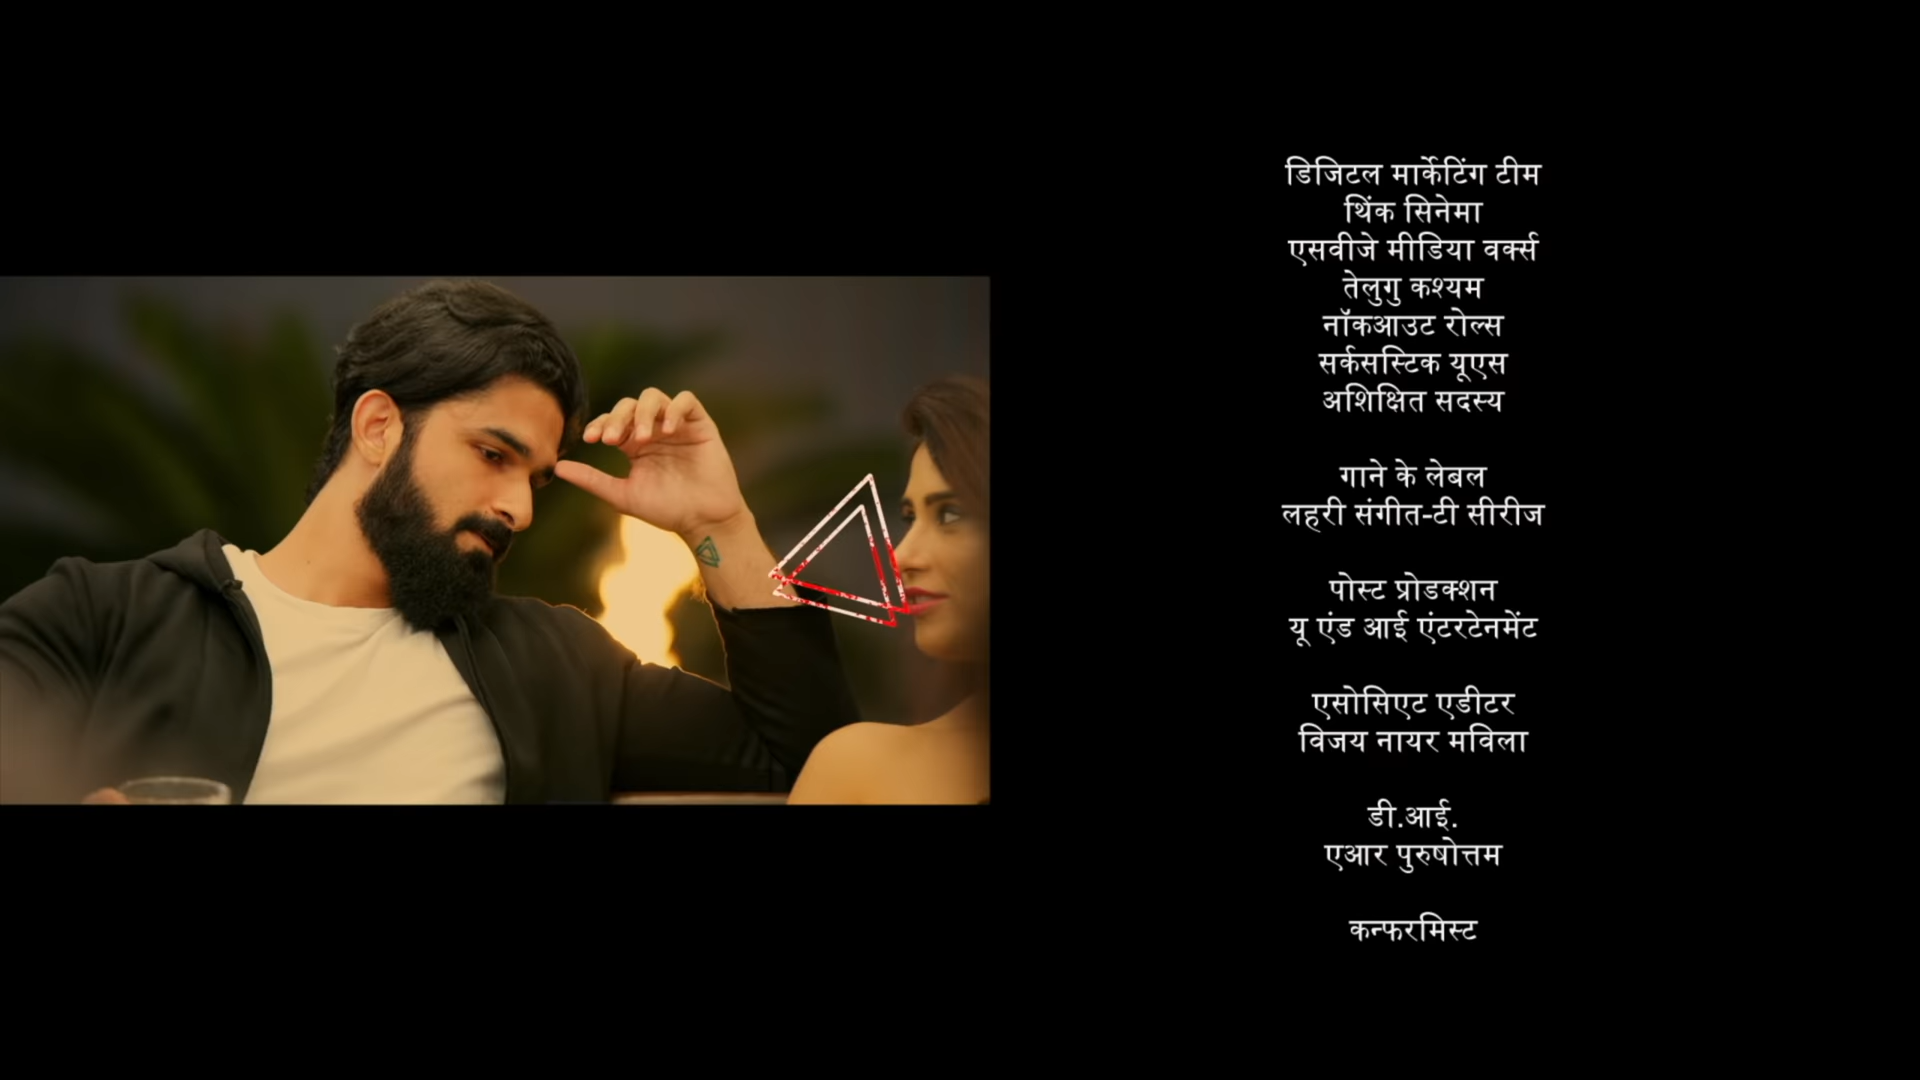 डिजिटल मार्केटिंग टीम
थिंक सिनेमा
एसवीजे मीडिया वर्क्स
तेलुगु कश्यम
नॉकआउट रोल्स
सर्कसस्टिक यूएस
अशिक्षित सदस्य
गाने के लेबल
लहरी संगीत-टी सीरीज
पोस्ट प्रोडक्शन
यू एंड आई एंटरटेनमेंट
एसोसिएट एडीटर
विजय नायर मविला
डी.आई.
एआर पुरुषोत्तम
कन्फरमिस्ट